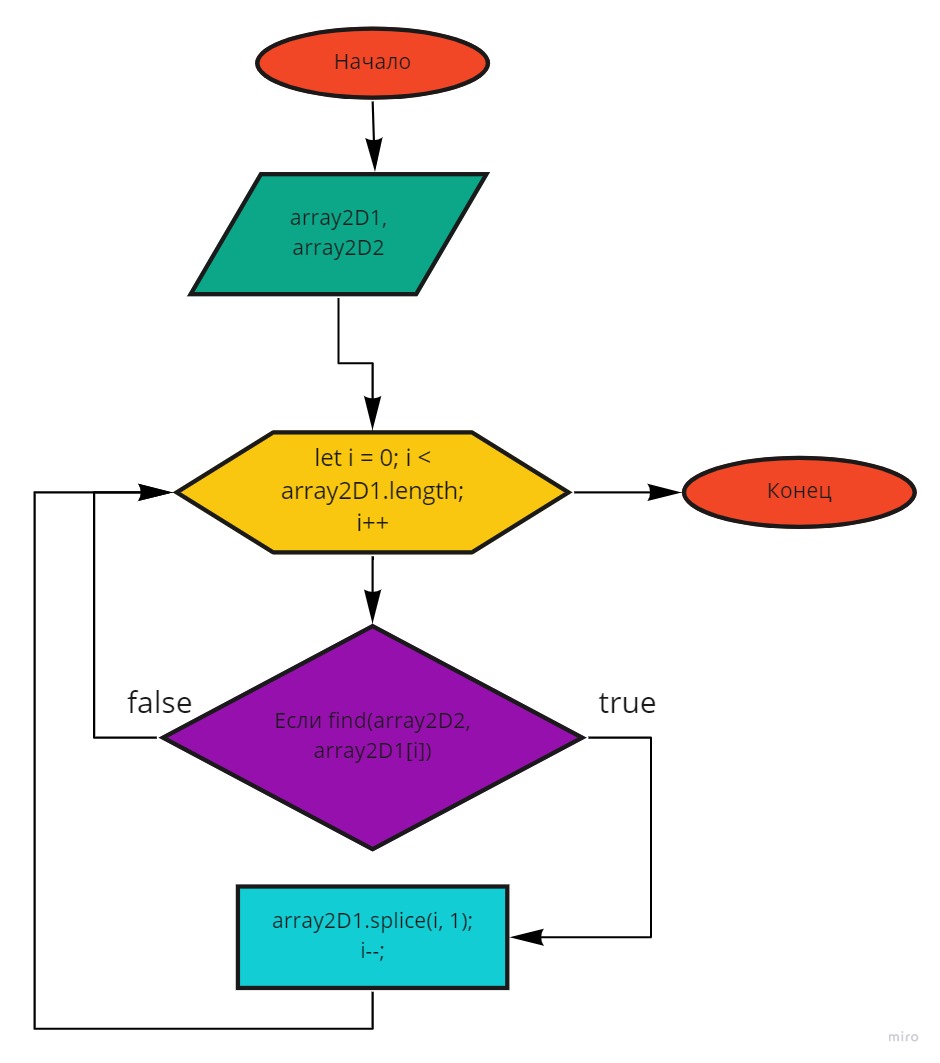 Начало
array2D1,
array2D2
let i = 0; i <
array2D1.length;
i++
Конец
false
true
Если find(array2D2,
array2D1[i])
array2D1.splice(i, 1);
i--;
miro